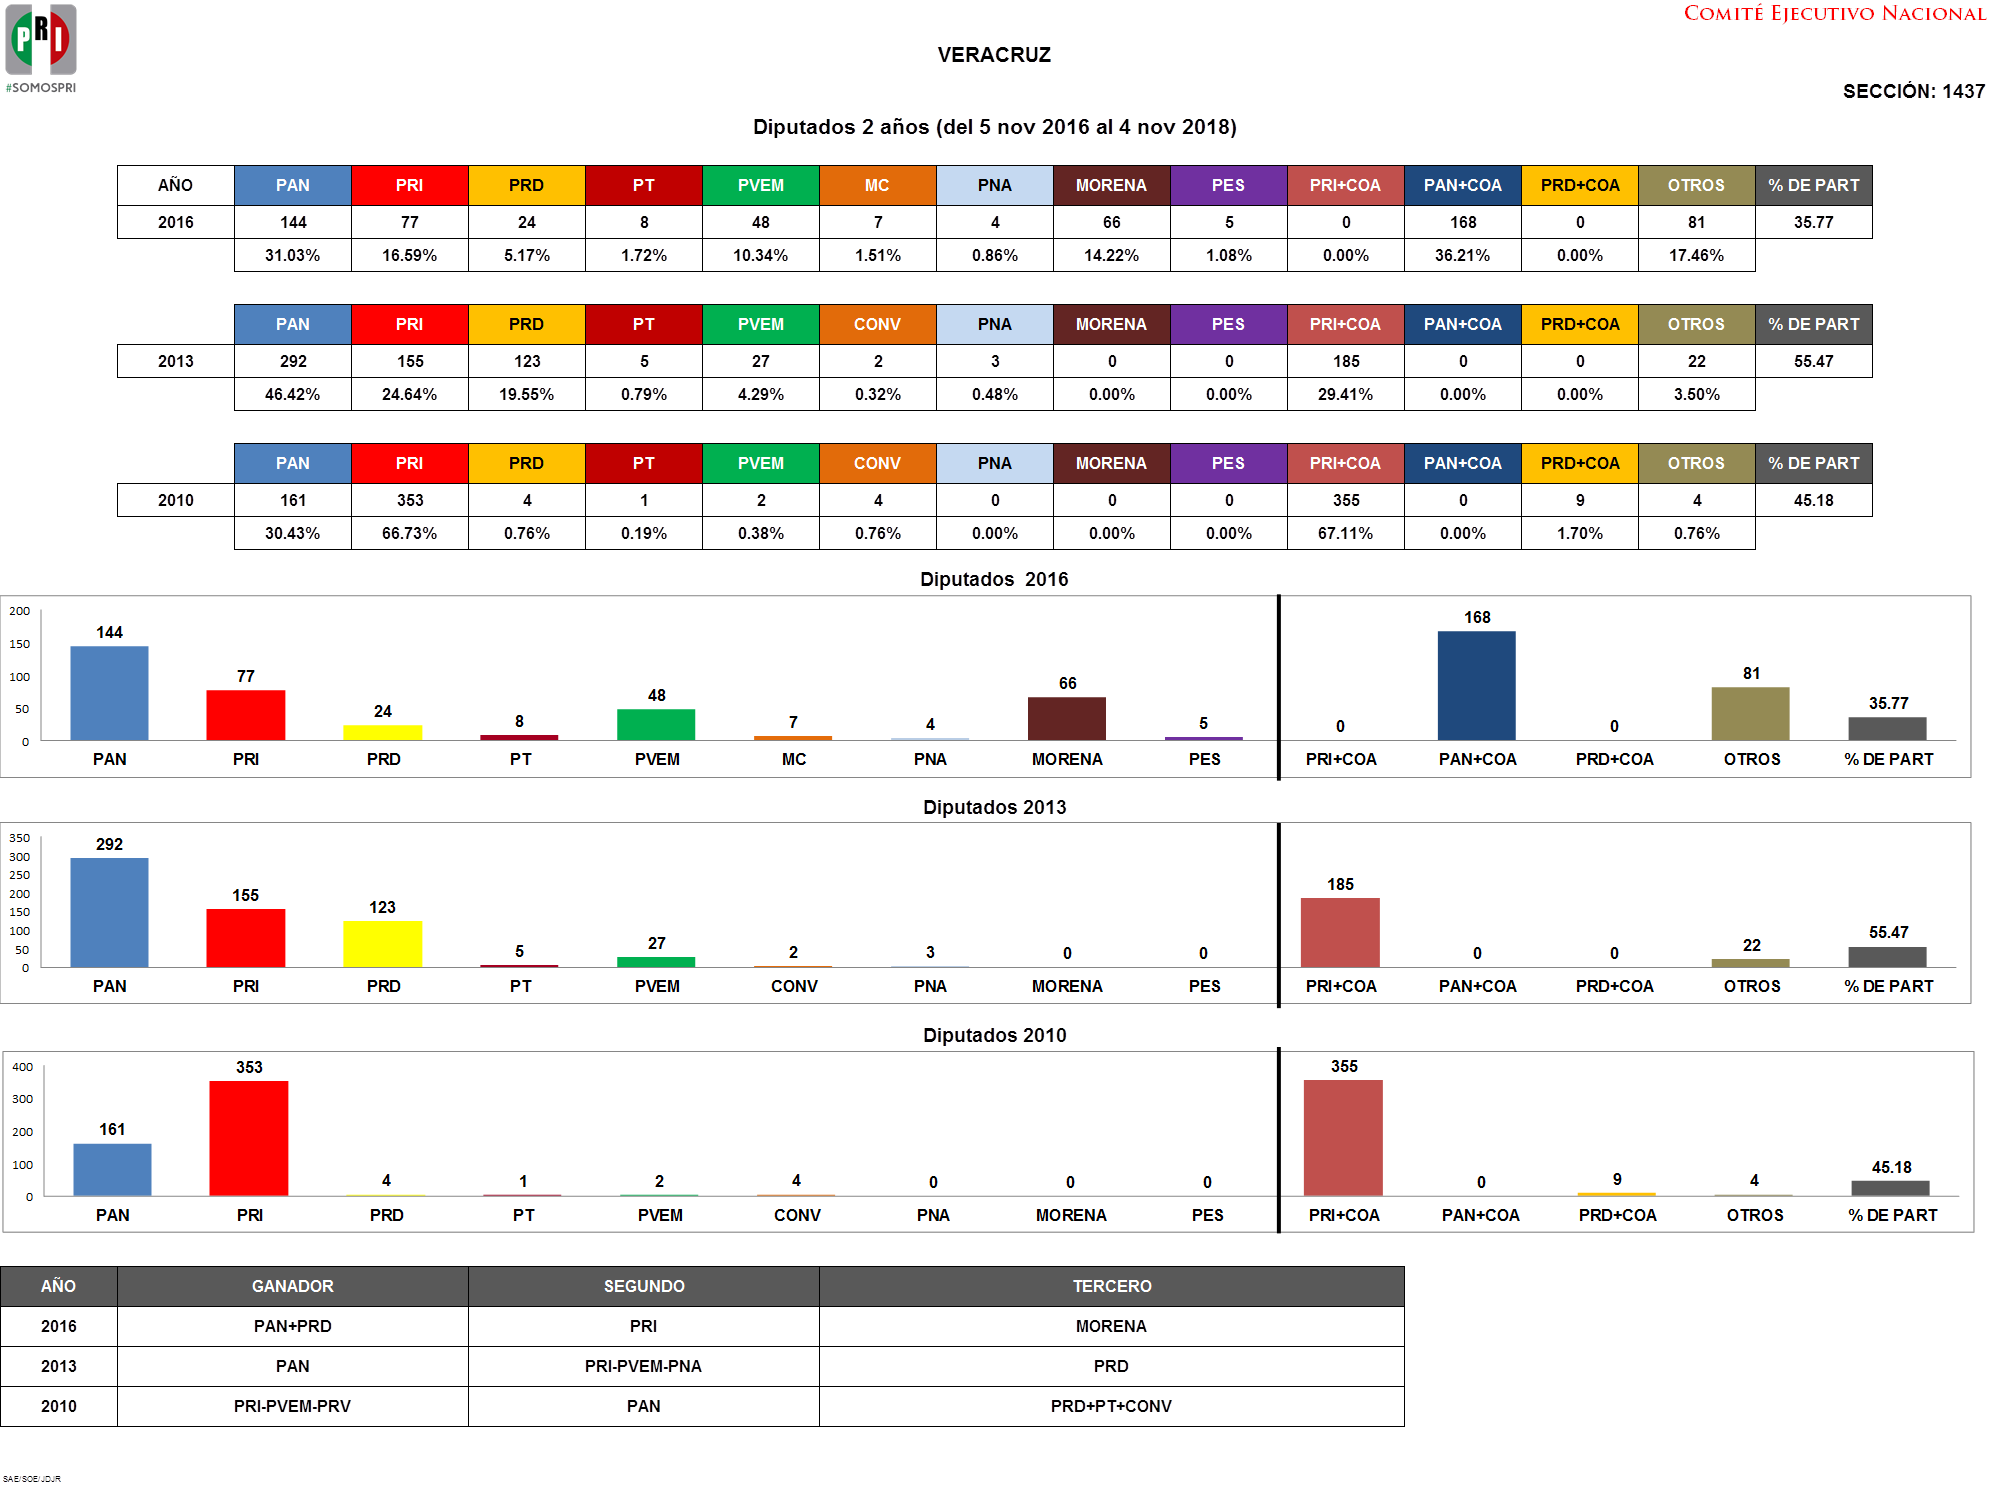 PRI
#SOMOSPRI
COMITÉ EJECUTIVO NACIONAL
VERACRUZ
SECCIÓN: 1437
Diputados 2 años (del 5 nov 2016 al 4 nov 2018)
AÑO PAN PRI PRD PT PVEM MC PNA MORENA PES PRI+COA PAN+COA PRD+COA OTROS % DE PART
2016 144 77 24 8 48 7 4 66 5 0 168 0 81 35.77
31.03% 16.59% 5.17% 1.72% 10.34% 1.51% 0.86% 14.22% 1.08% 0.00% 36.21% 0.00% 17.46%
PAN PRI PRD PT PVEM CONV PNA MORENA PES PRI+COA PAN+COA PRD+COA OTROS % DE PART
2013 292 155 123 5 27 2 3 0 0 185 0 0 22 55.47
46.42% 24.64% 19.55% 0.79% 4.29% 0.32% 0.48% 0.00% 0.00% 29.41% 0.00% 0.00% 3.50%
PAN PRI PRD PT PVEM CONV PNA MORENA PES PRI+COA PAN+COA PRD+COA OTROS % DE PART
2010 161 353 4 1 2 4 0 0 0 355 0 9 4 45.18
30.43% 66.73% 0.76% 0.19% 0.38% 0.76% 0.00% 0.00% 0.00% 67.11% 0.00% 1.70% 0.76%
Diputados 2016
200
150
100
50
0
144 77 24 8 48 7 4 66 5 0 168 0 81 35.77
PAN PRI PRD PT PVEM MC PNA MORENA PES PRI+COA PAN+COA PRD+COA OTROS % DE PART
Diputados 2013
350
300
250
200
150
100
50
0
292 155 123 5 27 2 3 0 0 185 0 0 22 55.47
PAN PRI PRD PT PVEM CONV PNA MORENA PES PRI+COA PAN+COA PRD+COA OTROS % DE PART
Diputados 2010
400
300
200
100
0
161 353 4 1 2 4 0 0 0 355 0 9 4 45.18
PAN PRI PRD PT PVEM CONV PNA MORENA PES PRI+COA PAN+COA PRD+COA OTROS % DE PART
AÑO GANADOR SEGUNDO TERCERO
2016 PAN+PRD PRI MORENA
2013 PAN PRI-PVEM-PNA PRD
2010 PRI-PVEM-PRV PAN PRD+PT+CONV
SAE/SOE/JDJR